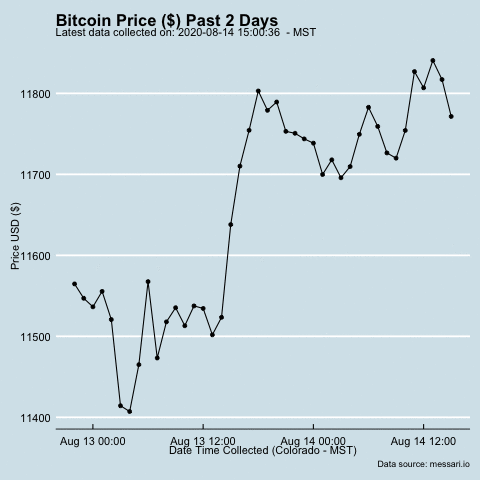 Bitcoin Price ($) Past 2 Days
Latest data collected on: 2020-08-14 15:00:36  - MST
11800
11700
11600
11500
11400
Price USD ($)
Aug 13 00:00 Aug 13 12:00 Aug 14 00:00 Aug 14 12:00
Date Time Collected (Colorado - MST)
Data source: messari.io